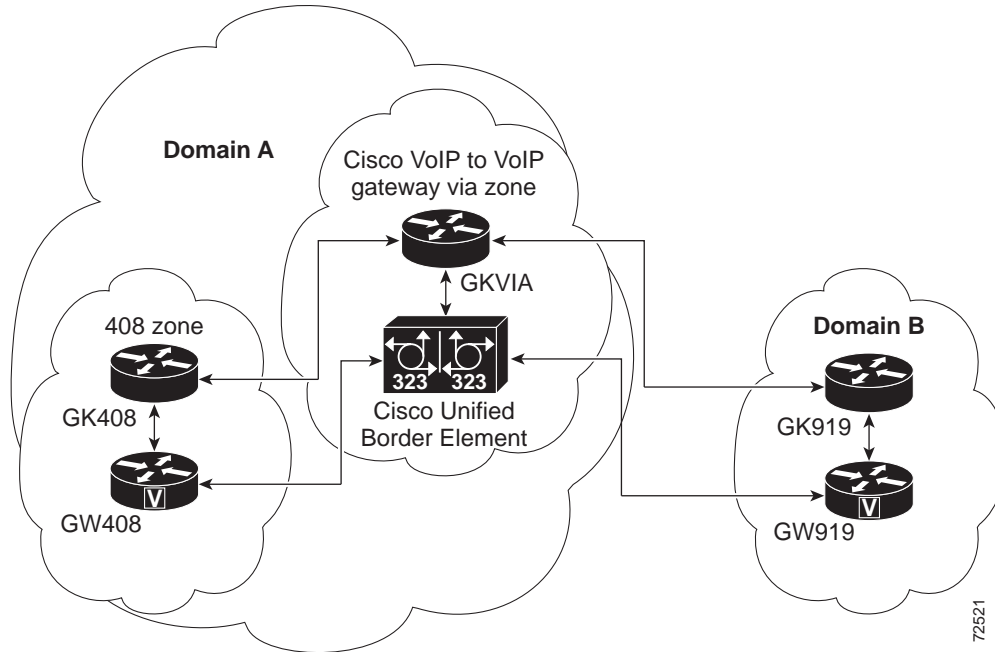 Domain A
Cisco VoIP to VoIP
gateway via zone
GKVIA
408 zone
GK408
V
GW408
323 323
Cisco Unified
Border Element
Domain B
GK919
V
GW919
72521